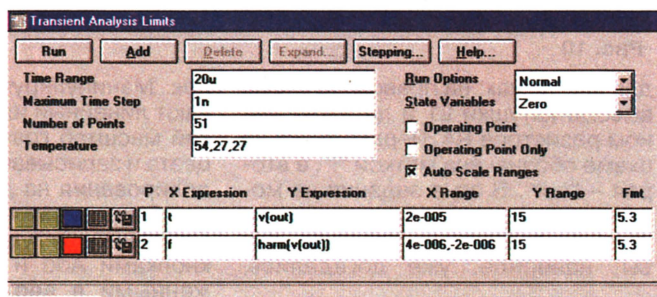 Transient Analysis Limits
Run Add Delete Expand... Stepping... Help...
Time Range 20u Run Options Normal
Maximum Time Step 1n State Variables Zero
Number of Points 51 Operating Point
Temperature 54,27,27 Operating Point Only
Auto Scale Ranges
P X Expression Y Expression X Range Y Range Fmt
1 t v(out) 2e-005 15 5.3
2 f harm(v(out)) 4e-006,-2e-006 15 5.3